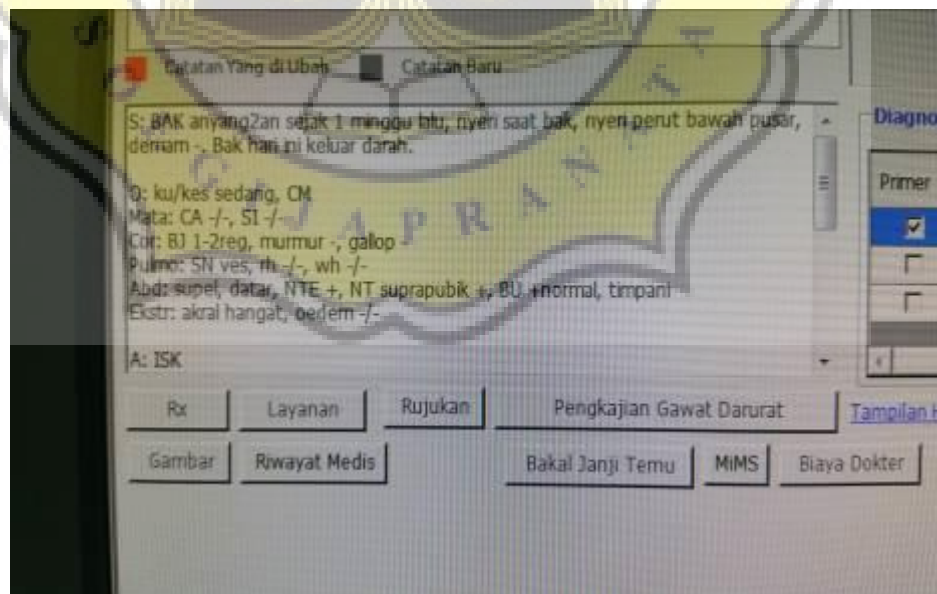 Catatan Yang di Ubah Catatan Baru
S: BAK anyang2an sejak 1 minggu blu, nyeri saat bak, nyeri perut bawah pusar,
demam -. Bak hari ini keluar darah.
O: ku/kes sedang, CM
Mata: CA -/-, SI -/-
Cor: BJ 1-2reg, murmur -, gallop -
Pulmo: SN ves, rh -/-, wh -/-
Abd: supel, datar, NTE +, NT suprapubik +, BU +normal, timpani
Ekstr: akral hangat, oedem -/-
A: ISK
Diagno
Primer
Rx Layanan Rujukan Pengkajian Gawat Darurat Tampilan H
Gambar Riwayat Medis Bakal Janji Temu MIMS Biaya Dokter
JAPRANATA